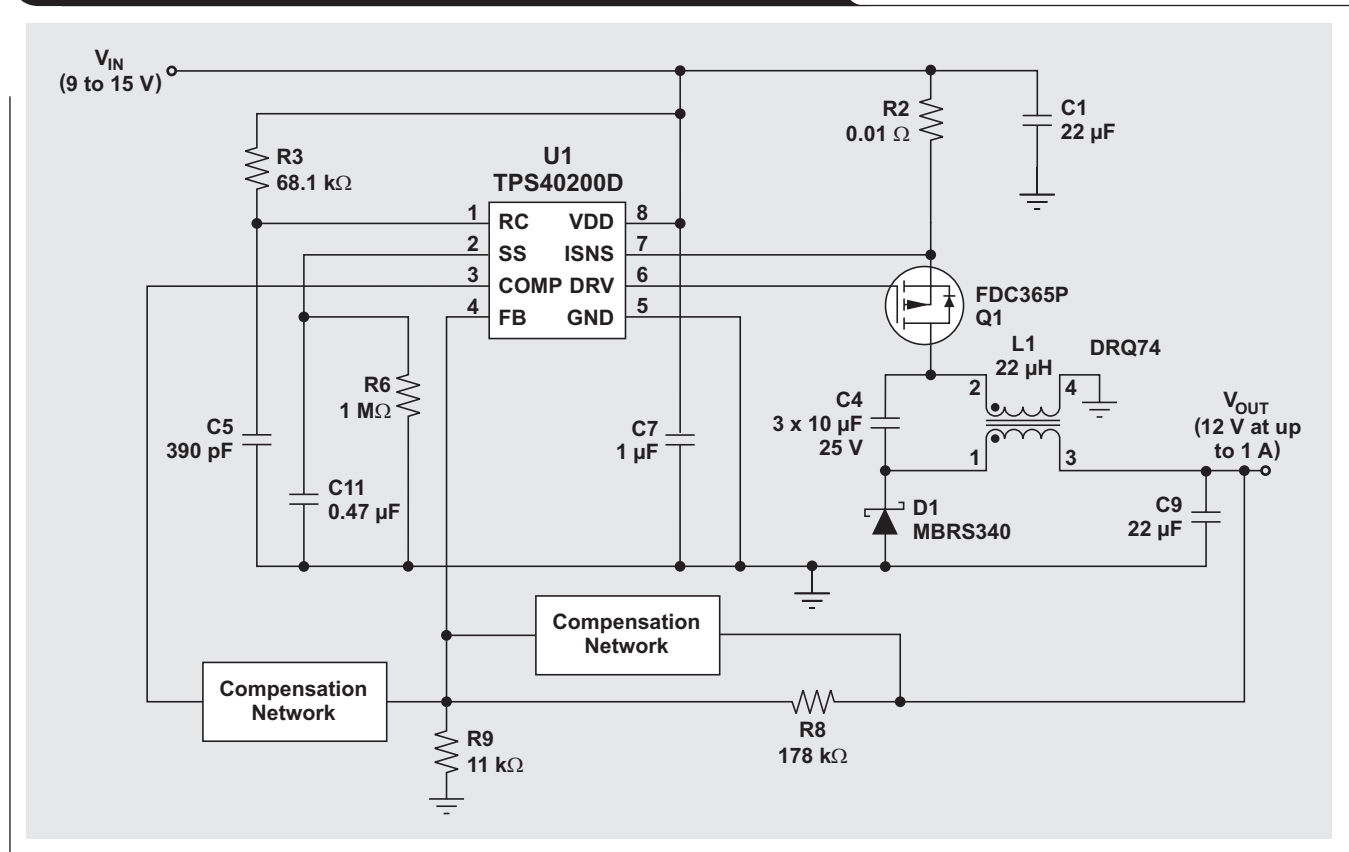 V_IN
(9 to 15 V)
R2
0.01 Ω
C1
22 µF
R3
68.1 kΩ
U1
TPS40200D
1 RC VDD 8
2 SS ISNS 7
3 COMP DRV 6
4 FB GND 5
FDC365P
Q1
L1
22 µH
DRQ74
2 4
C4
3 x 10 µF
25 V
1 3
V_OUT
(12 V at up
to 1 A)
R6
1 MΩ
C5
390 pF
C7
1 µF
C11
0.47 µF
D1
MBRS340
C9
22 µF
Compensation
Network
Compensation
Network
R8
178 kΩ
R9
11 kΩ